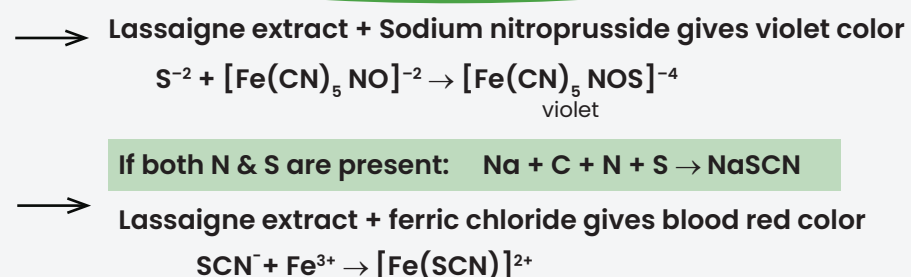 Lassaigne extract + Sodium nitroprusside gives violet color
S⁻² + [Fe(CN)₅ NO]⁻² → [Fe(CN)₅ NOS]⁻⁴
violet
If both N & S are present: Na + C + N + S → NaSCN
Lassaigne extract + ferric chloride gives blood red color
SCN⁻ + Fe³⁺ → [Fe(SCN)]²⁺